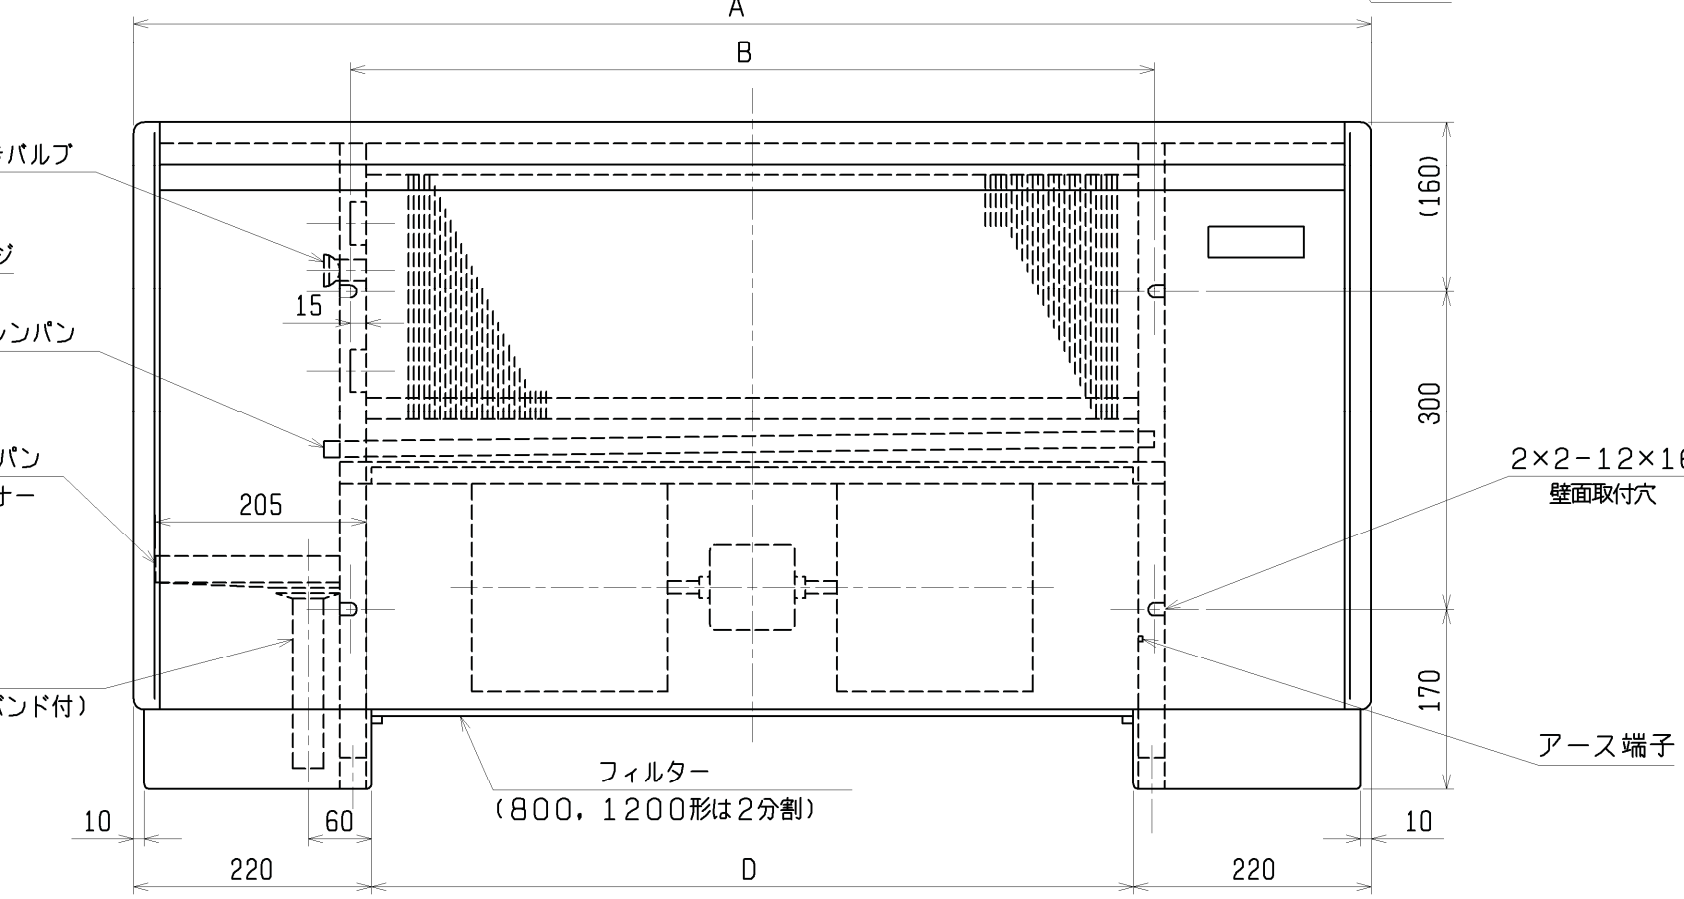 A
B
バルブ
(160)
ジ
15
レンパン
300
パン
ナー
205
2×2-12×16
壁面取付穴
170
バンド付)
アース端子
フィルター
(800, 1200形は2分割)
10
60
10
220
D
220